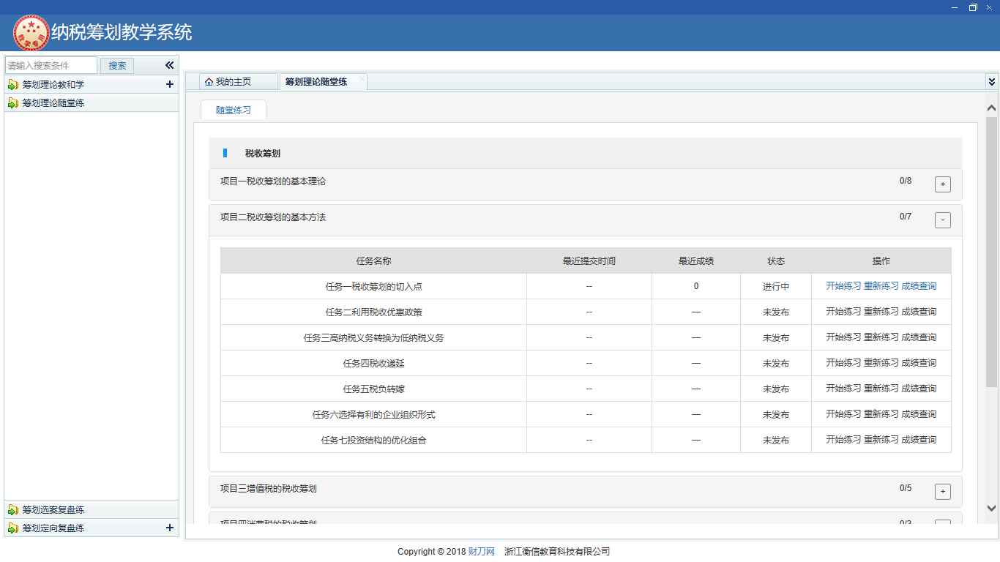 纳税筹划教学系统
请输入搜索条件 搜索
筹划理论教和学
筹划理论随堂练
筹划选案复盘练
筹划定向复盘练
我的主页 筹划理论随堂练
随堂练习
税收筹划
项目一税收筹划的基本理论 0/8 +
项目二税收筹划的基本方法 0/7 -
任务名称 最近提交时间 最近成绩 状态 操作
任务一税收筹划的切入点 -- 0 进行中 开始练习 重新练习 成绩查询
任务二利用税收优惠政策 -- — 未发布 开始练习 重新练习 成绩查询
任务三高纳税义务转换为低纳税义务 -- — 未发布 开始练习 重新练习 成绩查询
任务四税收递延 -- — 未发布 开始练习 重新练习 成绩查询
任务五税负转嫁 -- — 未发布 开始练习 重新练习 成绩查询
任务六选择有利的企业组织形式 -- — 未发布 开始练习 重新练习 成绩查询
任务七投资结构的优化组合 -- — 未发布 开始练习 重新练习 成绩查询
项目三增值税的税收筹划 0/5 +
项目四消费税的税收筹划 0/3
Copyright © 2018 财刀网 浙江衡信教育科技有限公司